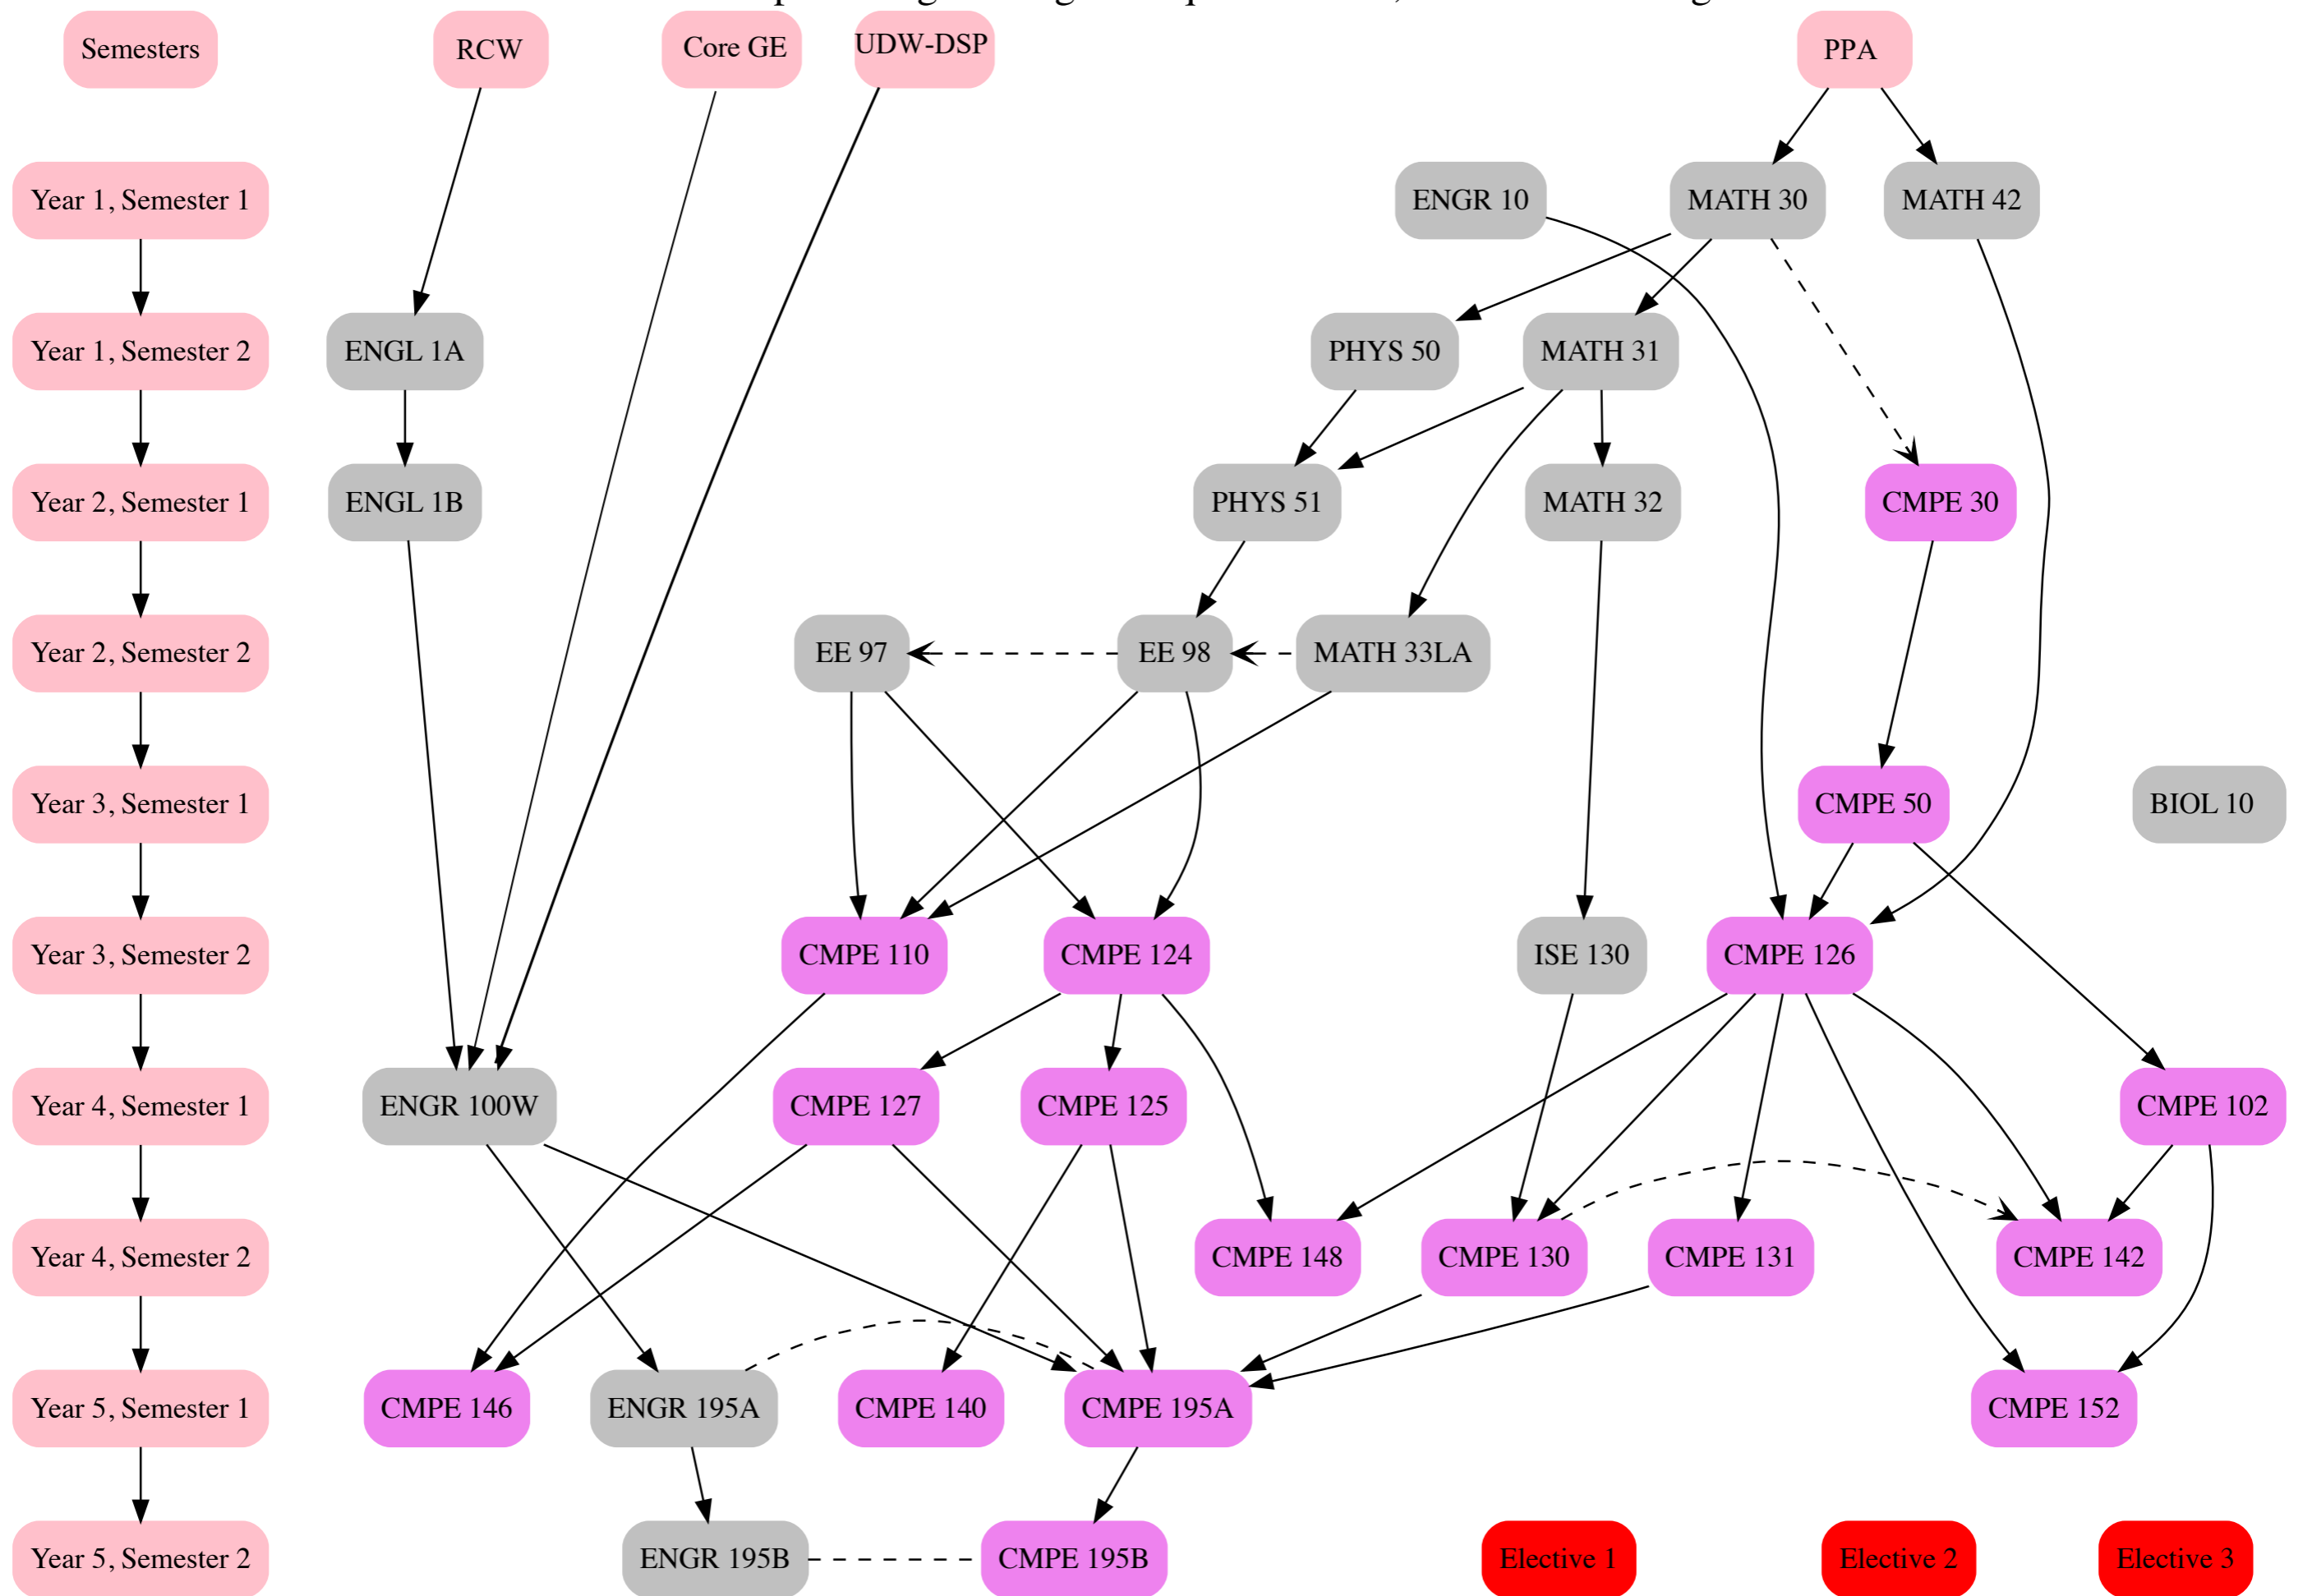 Semesters
RCW
Core GE
UDW-DSP
PPA
Year 1, Semester 1
ENGR 10
MATH 30
MATH 42
Year 1, Semester 2
ENGL 1A
PHYS 50
MATH 31
Year 2, Semester 1
ENGL 1B
PHYS 51
MATH 32
CMPE 30
Year 2, Semester 2
EE 97
EE 98
MATH 33LA
Year 3, Semester 1
CMPE 50
BIOL 10
Year 3, Semester 2
CMPE 110
CMPE 124
ISE 130
CMPE 126
Year 4, Semester 1
ENGR 100W
CMPE 127
CMPE 125
CMPE 102
Year 4, Semester 2
CMPE 148
CMPE 130
CMPE 131
CMPE 142
Year 5, Semester 1
CMPE 146
ENGR 195A
CMPE 140
CMPE 195A
CMPE 152
Year 5, Semester 2
ENGR 195B
CMPE 195B
Elective 1
Elective 2
Elective 3